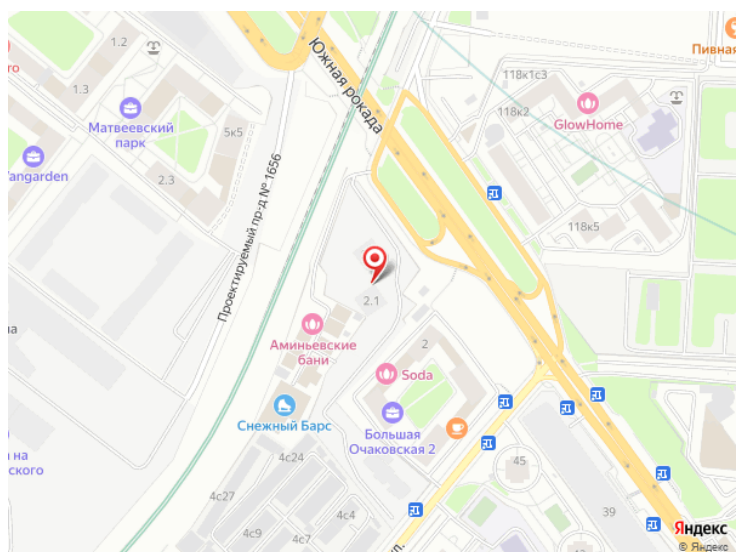 1.2
1.3
Матвеевский
парк
5к5
2.3
Южная рокада
118к1с3
118к2
GlowHome
Пивная
118к5
Проектируемый пр-д № 1656
2.1
Аминьевские
бани
2
Soda
Снежный Барс
Большая
Очаковская 2
4с24
4с27
4с9
4с7
4с4
45
39
ул.
Яндекс
© Яндекс